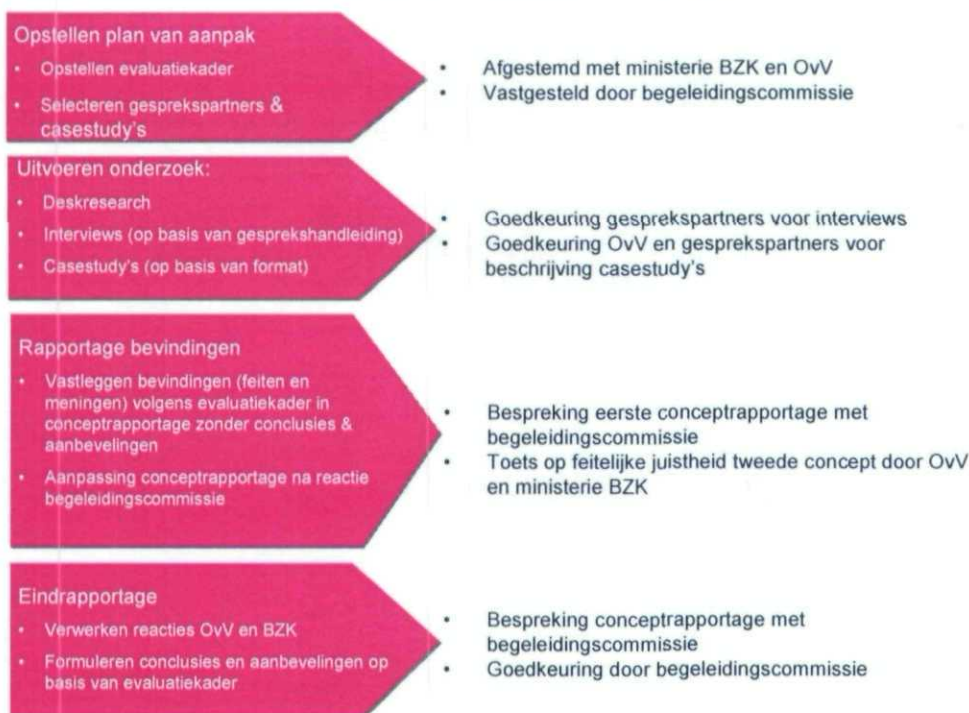 Opstellen plan van aanpak
• Opstellen evaluatiekader
• Selecteren gesprekspartners &
casestudy's
• Afgestemd met ministerie BZK en OvV
• Vastgesteld door begeleidingscommissie
Uitvoeren onderzoek:
• Deskresearch
• Interviews (op basis van gesprekshandleiding)
• Casestudy's (op basis van format)
• Goedkeuring gesprekspartners voor interviews
• Goedkeuring OvV en gesprekspartners voor
beschrijving casestudy's
Rapportage bevindingen
• Vastleggen bevindingen (feiten en
meningen) volgens evaluatiekader in
conceptrapportage zonder conclusies &
aanbevelingen
• Aanpassing conceptrapportage na reactie
begeleidingscommissie
• Bespreking eerste conceptrapportage met
begeleidingscommissie
• Toets op feitelijke juistheid tweede concept door OvV
en ministerie BZK
Eindrapportage
• Verwerken reacties OvV en BZK
• Formuleren conclusies en aanbevelingen op
basis van evaluatiekader
• Bespreking conceptrapportage met
begeleidingscommissie
• Goedkeuring door begeleidingscommissie